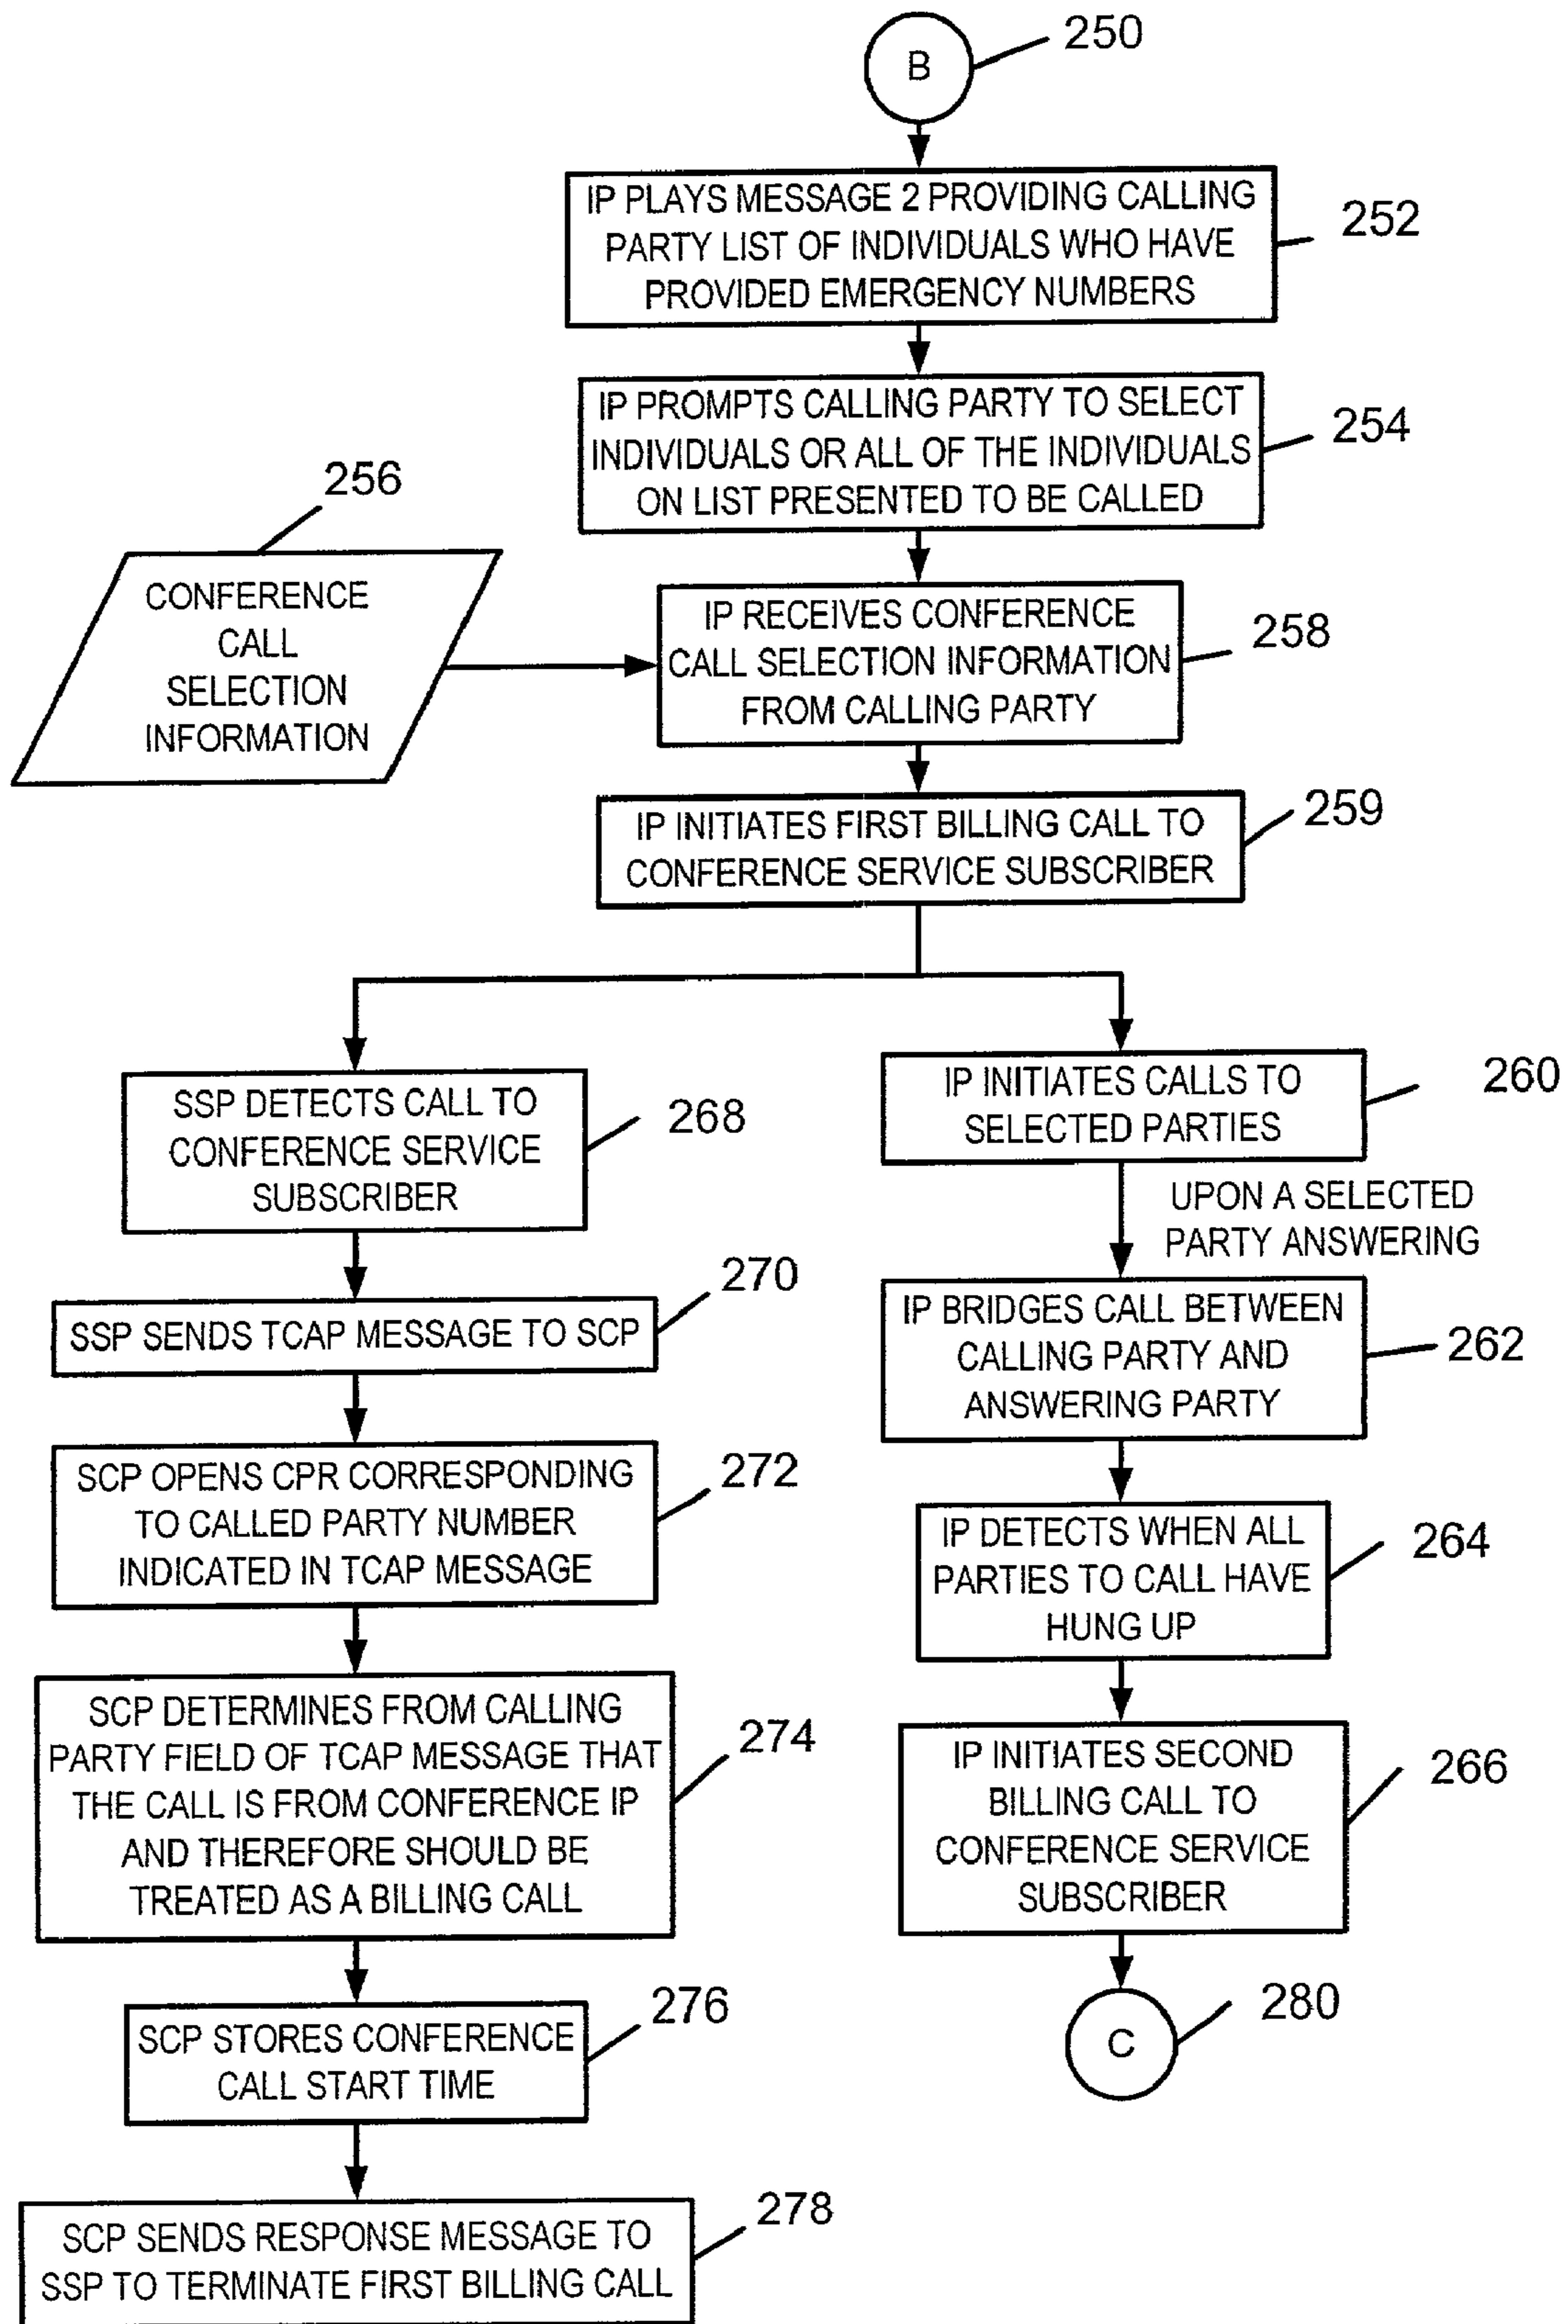 B
250
IP PLAYS MESSAGE 2 PROVIDING CALLING
PARTY LIST OF INDIVIDUALS WHO HAVE
PROVIDED EMERGENCY NUMBERS
252
IP PROMPTS CALLING PARTY TO SELECT
INDIVIDUALS OR ALL OF THE INDIVIDUALS
ON LIST PRESENTED TO BE CALLED
254
256
CONFERENCE
CALL
SELECTION
INFORMATION
IP RECEIVES CONFERENCE
CALL SELECTION INFORMATION
FROM CALLING PARTY
258
IP INITIATES FIRST BILLING CALL TO
CONFERENCE SERVICE SUBSCRIBER
259
SSP DETECTS CALL TO
CONFERENCE SERVICE
SUBSCRIBER
268
SSP SENDS TCAP MESSAGE TO SCP
270
SCP OPENS CPR CORRESPONDING
TO CALLED PARTY NUMBER
INDICATED IN TCAP MESSAGE
272
SCP DETERMINES FROM CALLING
PARTY FIELD OF TCAP MESSAGE THAT
THE CALL IS FROM CONFERENCE IP
AND THEREFORE SHOULD BE
TREATED AS A BILLING CALL
274
SCP STORES CONFERENCE
CALL START TIME
276
SCP SENDS RESPONSE MESSAGE TO
SSP TO TERMINATE FIRST BILLING CALL
278
IP INITIATES CALLS TO
SELECTED PARTIES
260
UPON A SELECTED
PARTY ANSWERING
IP BRIDGES CALL BETWEEN
CALLING PARTY AND
ANSWERING PARTY
262
IP DETECTS WHEN ALL
PARTIES TO CALL HAVE
HUNG UP
264
IP INITIATES SECOND
BILLING CALL TO
CONFERENCE SERVICE
SUBSCRIBER
266
C
280